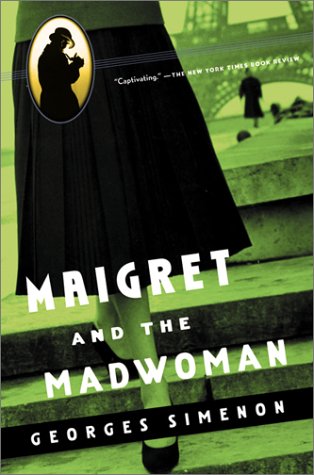 "Captivating." —THE NEW YORK TIMES BOOK REVIEW
MAIGRET
AND THE
MADWOMAN
GEORGES SIMENON